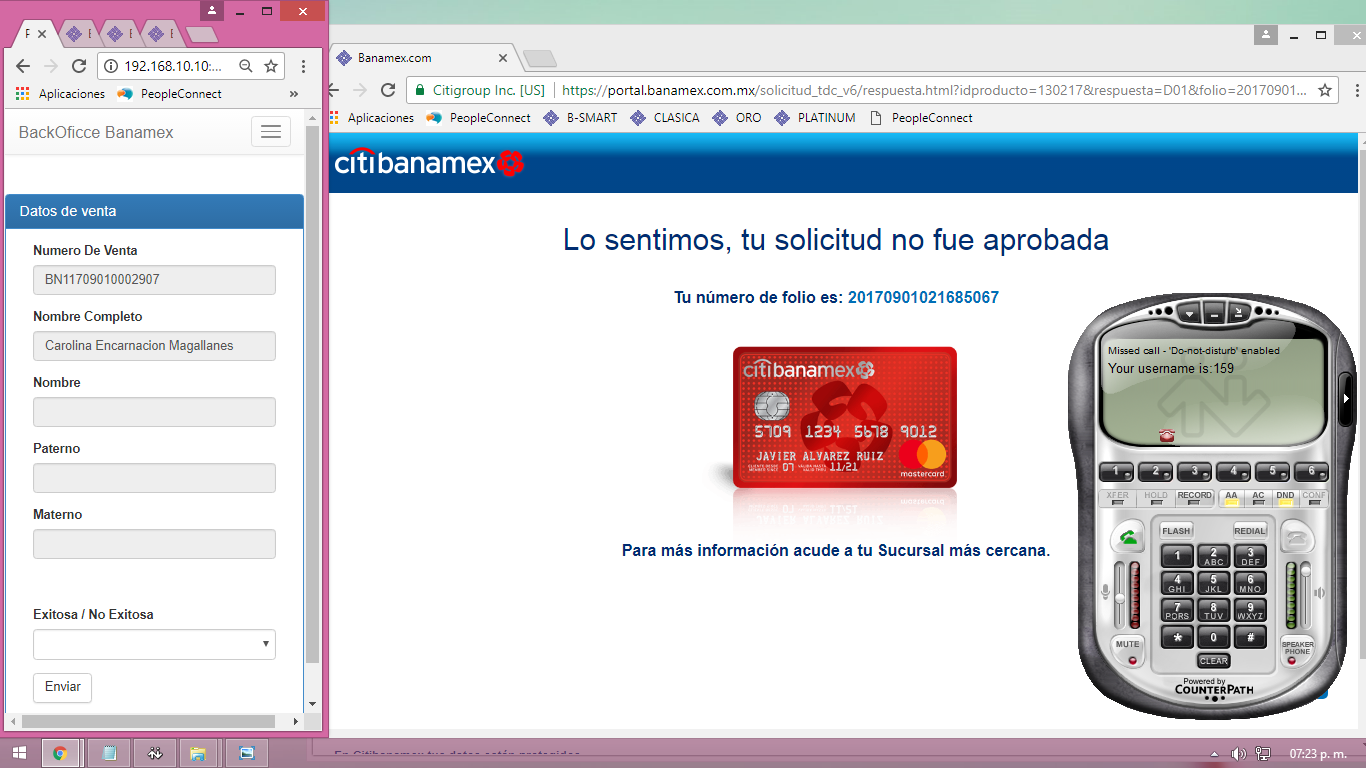 192.168.10.10:...
Aplicaciones
PeopleConnect
»
BackOficce Banamex
Datos de venta
Numero De Venta
BN11709010002907
Nombre Completo
Carolina Encarnacion Magallanes
Nombre
Paterno
Materno
Exitosa / No Exitosa
Enviar
Banamex.com
Citigroup Inc. [US]
https://portal.banamex.com.mx/solicitud_tdc_v6/respuesta.html?idproducto=130217&respuesta=D01&folio=20170901...
Aplicaciones
PeopleConnect
B-SMART
CLASICA
ORO
PLATINUM
PeopleConnect
citibanamex
Lo sentimos, tu solicitud no fue aprobada
Tu número de folio es: 20170901021685067
citibanamex
5709 1234 5678 9012
JAVIER ALVAREZ RUIZ
07
11/21
mastercard
Para más información acude a tu Sucursal más cercana.
Missed call - 'Do-not-disturb' enabled
Your username is:159
1 2 3 4 5 6
XFER HOLD RECORD AA AC DND CONF
FLASH REDIAL
1 2 ABC 3 DEF
4 GHI 5 JKL 6 MNO
7 PQRS 8 TUV 9 WXYZ
* 0 #
MUTE
CLEAR
SPEAKER PHONE
Powered by
COUNTERPATH
07:23 p. m.